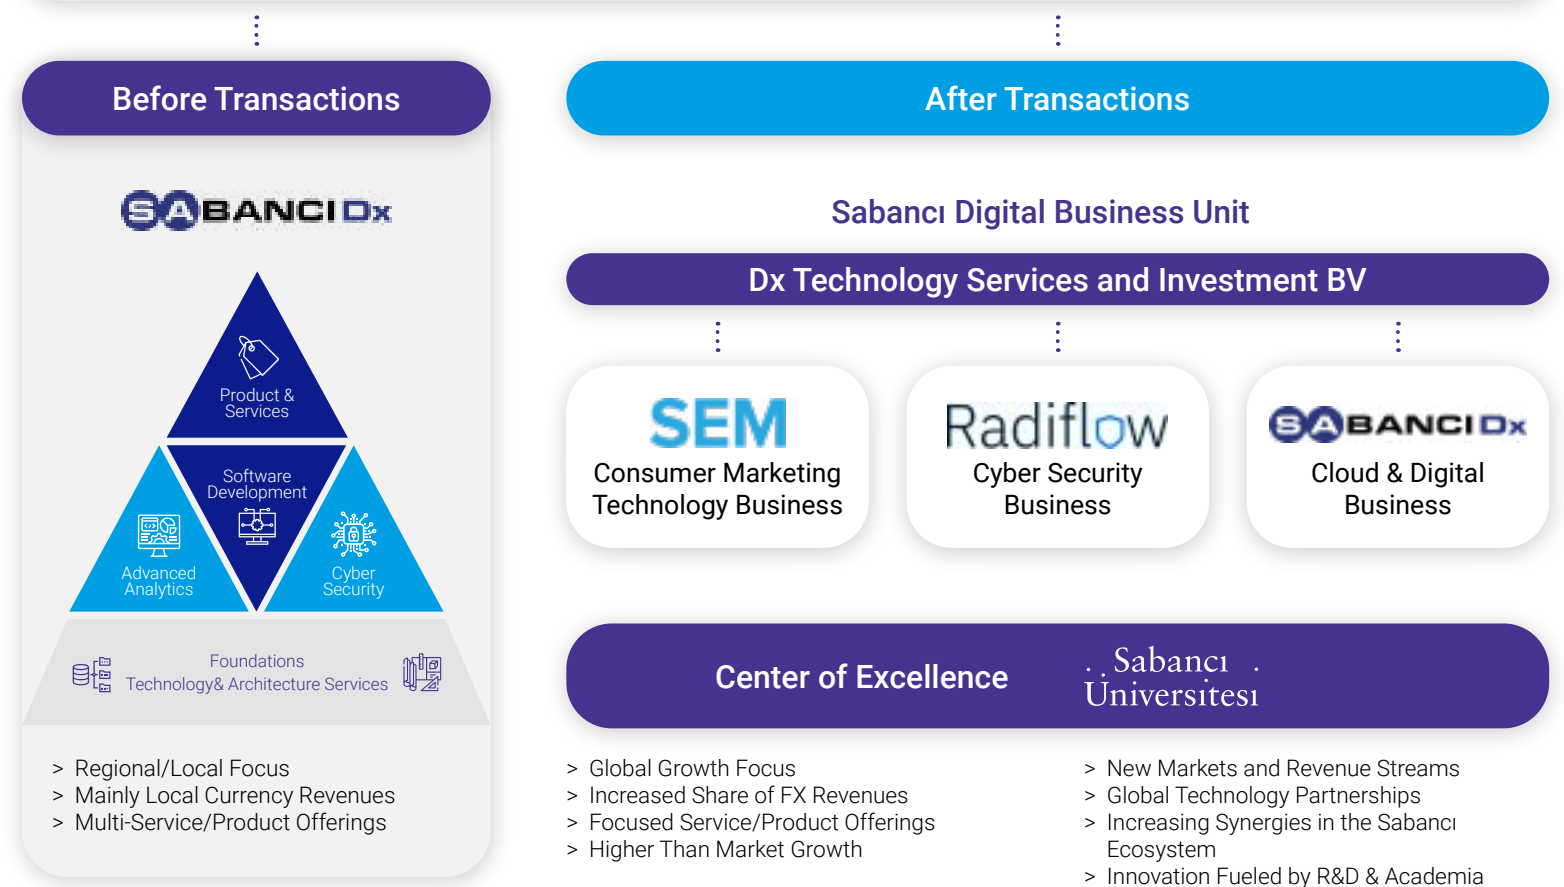 Before Transactions
SABANCI Dx
Product &
Services
Software
Development
Advanced
Analytics
Cyber
Security
Foundations
Technology& Architecture Services
> Regional/Local Focus
> Mainly Local Currency Revenues
> Multi-Service/Product Offerings
After Transactions
Sabancı Digital Business Unit
Dx Technology Services and Investment BV
SEM
Consumer Marketing
Technology Business
Radiflow
Cyber Security
Business
SABANCI Dx
Cloud & Digital
Business
Center of Excellence
Sabancı
Üniversitesi
> Global Growth Focus
> Increased Share of FX Revenues
> Focused Service/Product Offerings
> Higher Than Market Growth
> New Markets and Revenue Streams
> Global Technology Partnerships
> Increasing Synergies in the Sabancı
Ecosystem
> Innovation Fueled by R&D & Academia